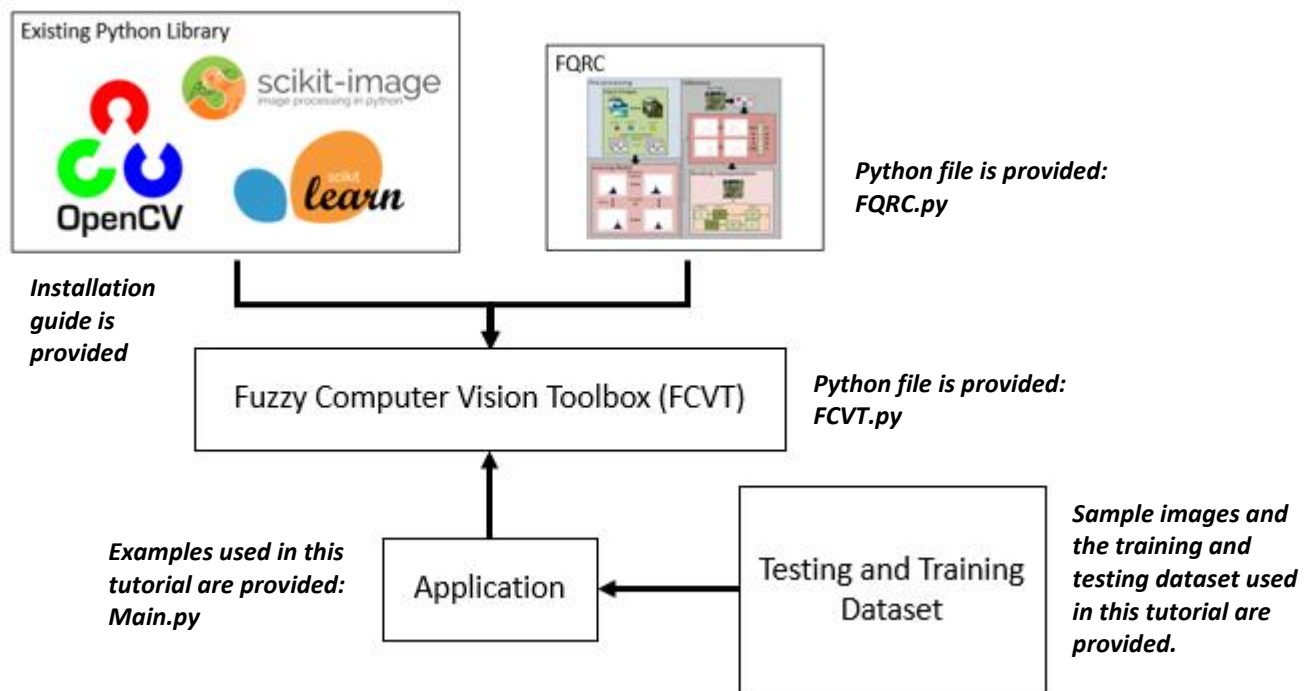 Existing Python Library
scikit-image
image processing in python
OpenCV
scikit
learn
FQRC
Python file is provided:
FQRC.py
Installation
guide is
provided
Fuzzy Computer Vision Toolbox (FCVT)
Python file is provided:
FCVT.py
Examples used in this
tutorial are provided:
Main.py
Application
Testing and Training
Dataset
Sample images and
the training and
testing dataset used
in this tutorial are
provided.